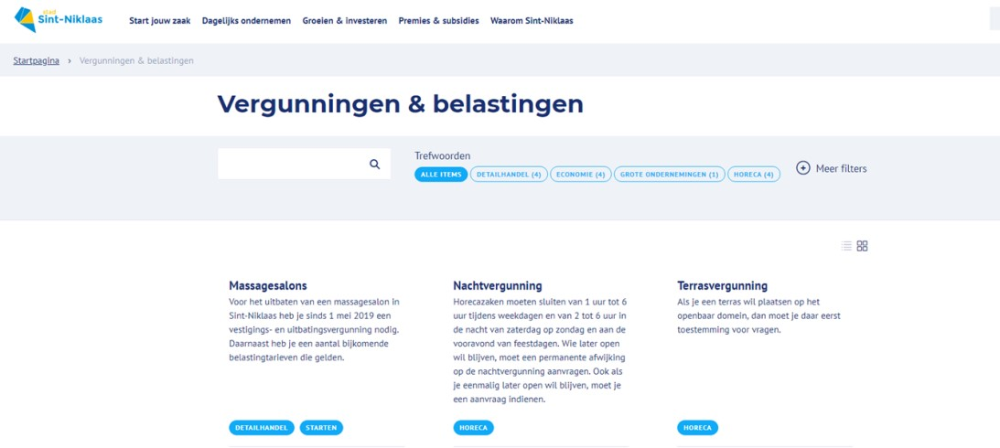 stad
Sint-Niklaas
Start jouw zaak
Dagelijks ondernemen
Groeien & investeren
Premies & subsidies
Waarom Sint-Niklaas
Startpagina › Vergunningen & belastingen
Vergunningen & belastingen
Trefwoorden
ALLE ITEMS
DETAILHANDEL (4)
ECONOMIE (4)
GROTE ONDERNEMINGEN (1)
HORECA (4)
Meer filters
Massagesalons
Voor het uitbaten van een massagesalon in
Sint-Niklaas heb je sinds 1 mei 2019 een
vestigings- en uitbatingsvergunning nodig.
Daarnaast heb je een aantal bijkomende
belastingtarieven die gelden.
DETAILHANDEL
STARTEN
Nachtvergunning
Horecazaken moeten sluiten van 1 uur tot 6
uur tijdens weekdagen en van 2 tot 6 uur in
de nacht van zaterdag op zondag en aan de
vooravond van feestdagen. Wie later open
wil blijven, moet een permanente afwijking
op de nachtvergunning aanvragen. Ook als
je eenmalig later open wil blijven, moet je
een aanvraag indienen.
HORECA
Terrasvergunning
Als je een terras wil plaatsen op het
openbaar domein, dan moet je daar eerst
toestemming voor vragen.
HORECA